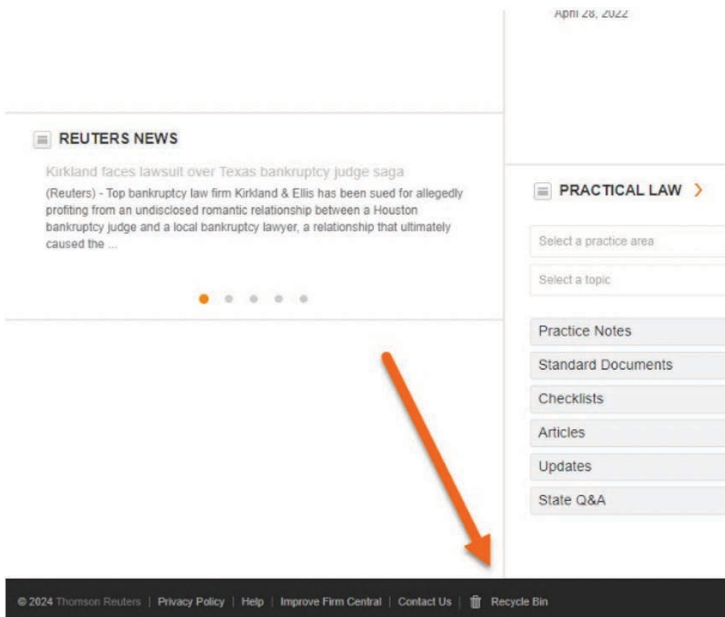 April 28, 2022
REUTERS NEWS
Kirkland faces lawsuit over Texas bankruptcy judge saga
(Reuters) - Top bankruptcy law firm Kirkland & Ellis has been sued for allegedly
profiting from an undisclosed romantic relationship between a Houston
bankruptcy judge and a local bankruptcy lawyer, a relationship that ultimately
caused the ...
PRACTICAL LAW >
Select a practice area
Select a topic
Practice Notes
Standard Documents
Checklists
Articles
Updates
State Q&A
© 2024 Thomson Reuters | Privacy Policy | Help | Improve Firm Central | Contact Us | Recycle Bin